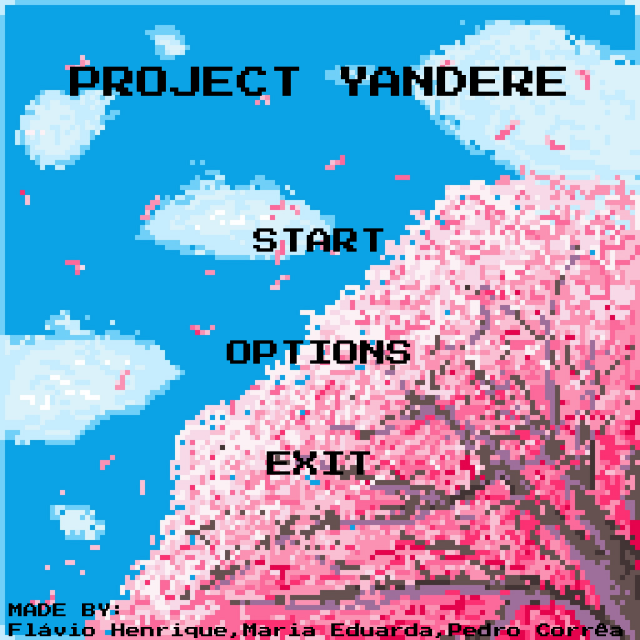 PROJECT YANDERE
START
OPTIONS
EXIT
MADE BY:
Flávio Henrique,Maria Eduarda,Pedro Corrêa